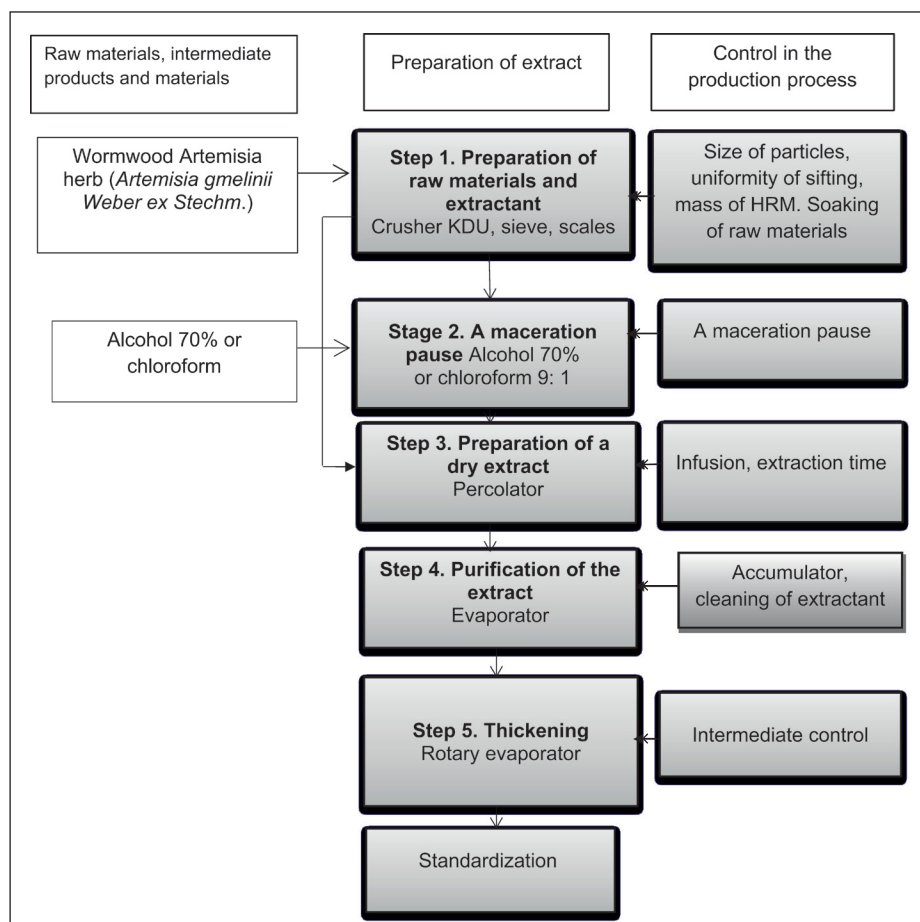 Raw materials, intermediate
products and materials
Preparation of extract
Control in the
production process
Wormwood Artemisia
herb (Artemisia gmelinii
Weber ex Stechm.)
Step 1. Preparation of
raw materials and
extractant
Crusher KDU, sieve, scales
Size of particles,
uniformity of sifting,
mass of HRM. Soaking
of raw materials
Alcohol 70% or
chloroform
Stage 2. A maceration
pause Alcohol 70%
or chloroform 9: 1
A maceration pause
Step 3. Preparation of a
dry extract
Percolator
Infusion, extraction time
Step 4. Purification of the
extract
Evaporator
Accumulator,
cleaning of extractant
Step 5. Thickening
Rotary evaporator
Intermediate control
Standardization